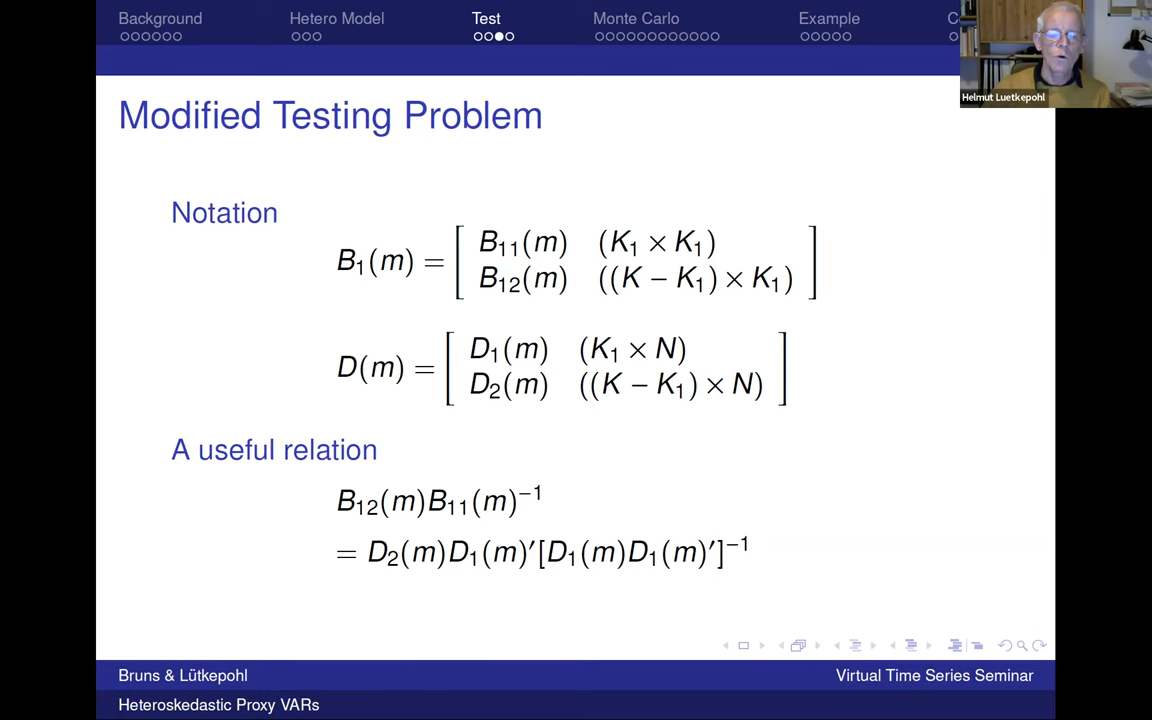 Background Hetero Model Test Monte Carlo Example C
Helmut Luetkepohl
Modified Testing Problem
Notation
B₁(m) = [ B₁₁(m) (K₁ × K₁)
B₁₂(m) ((K − K₁) × K₁) ]
D(m) = [ D₁(m) (K₁ × N)
D₂(m) ((K − K₁) × N) ]
A useful relation
B₁₂(m)B₁₁(m)⁻¹
= D₂(m)D₁(m)′[D₁(m)D₁(m)′]⁻¹
Bruns & Lütkepohl Virtual Time Series Seminar
Heteroskedastic Proxy VARs